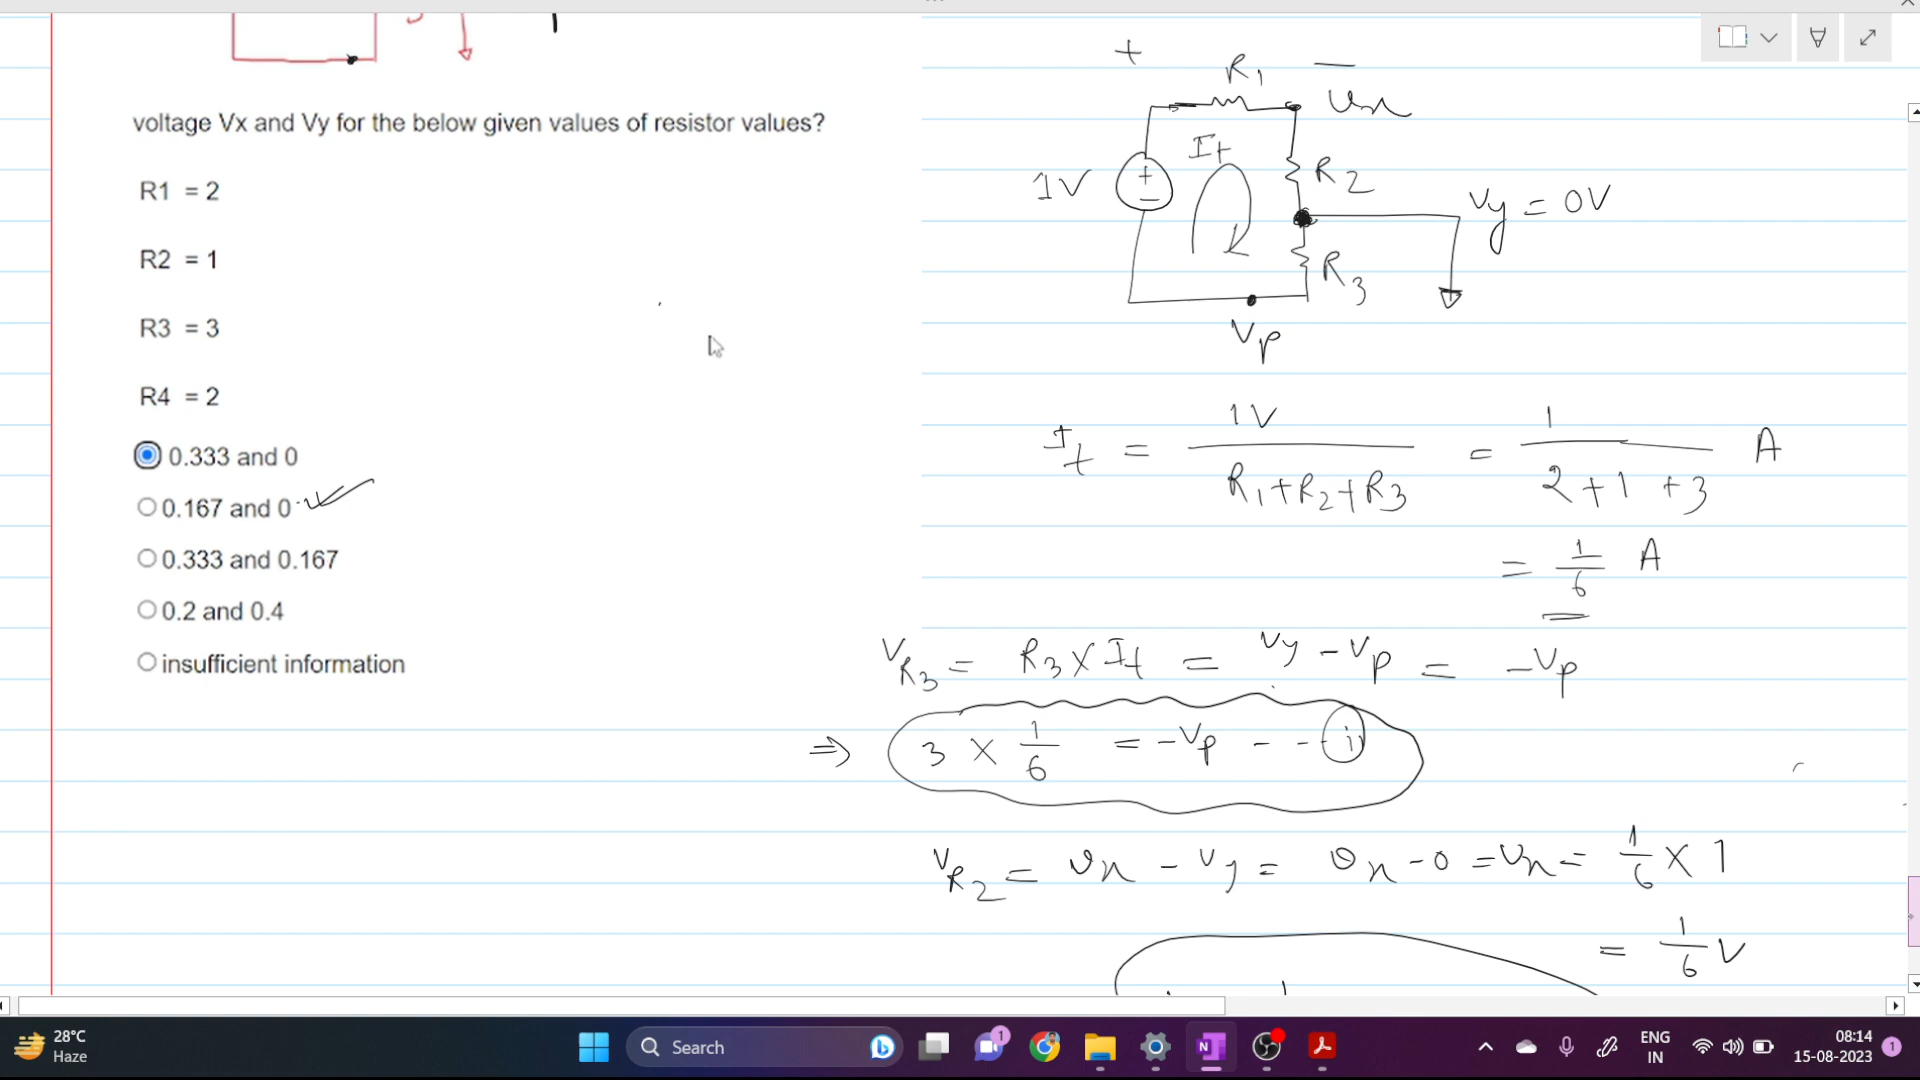 voltage Vx and Vy for the below given values of resistor values?
R1 = 2
R2 = 1
R3 = 3
R4 = 2
0.333 and 0
0.167 and 0
0.333 and 0.167
0.2 and 0.4
insufficient information
+ R1 −
Vx
It
1V
+
−
R2
Vy = 0V
R3
Vp
It = 1V / (R1+R2+R3) = 1 / (2+1+3) A
= 1/6 A
VR3 = R3 × It = Vy − Vp = −Vp
⇒ 3 × 1/6 = −Vp - - - i
VR2 = Vx − Vy = Vx − 0 = Vx = 1/6 × 1
= 1/6 V
28°C
Haze
Search
1
ENG
IN
08:14
15-08-2023
1